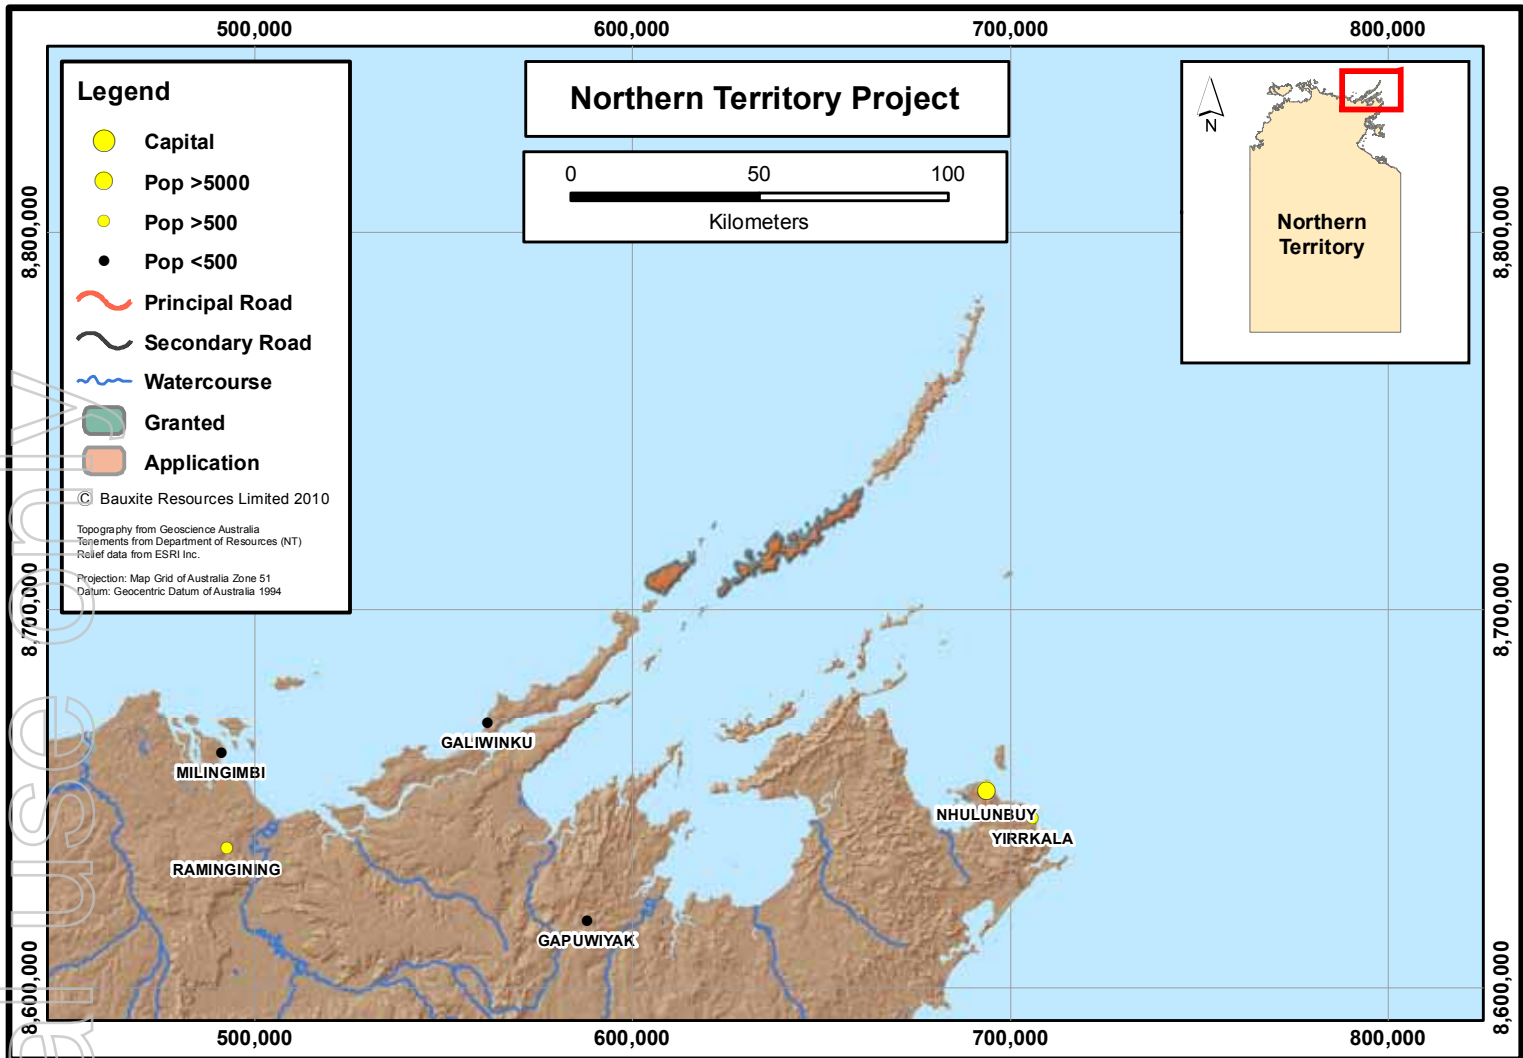 500,000
600,000
700,000
800,000
Legend
Capital
Pop >5000
Pop >500
Pop <500
Principal Road
Secondary Road
Watercourse
Granted
Application
© Bauxite Resources Limited 2010
Topography from Geoscience Australia
Tenements from Department of Resources (NT)
Relief data from ESRI Inc.
Projection: Map Grid of Australia Zone 51
Datum: Geocentric Datum of Australia 1994
Northern Territory Project
0 50 100
Kilometers
N
Northern
Territory
8,800,000
8,800,000
8,700,000
8,700,000
8,600,000
8,600,000
GALIWINKU
MILINGIMBI
NHULUNBUY
YIRRKALA
RAMINGINING
GAPUWIYAK
500,000
600,000
700,000
800,000
al use only